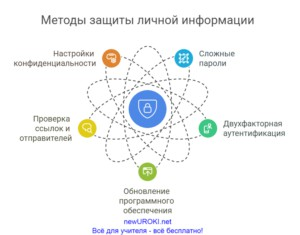 Методы защиты личной информации
Настройки
конфиденциальности
Сложные
пароли
Проверка
ссылок и
отправителей
Двухфакторная
аутентификация
Обновление
программного
обеспечения
newUROKI.net
Всё для учителя - всё бесплатно!